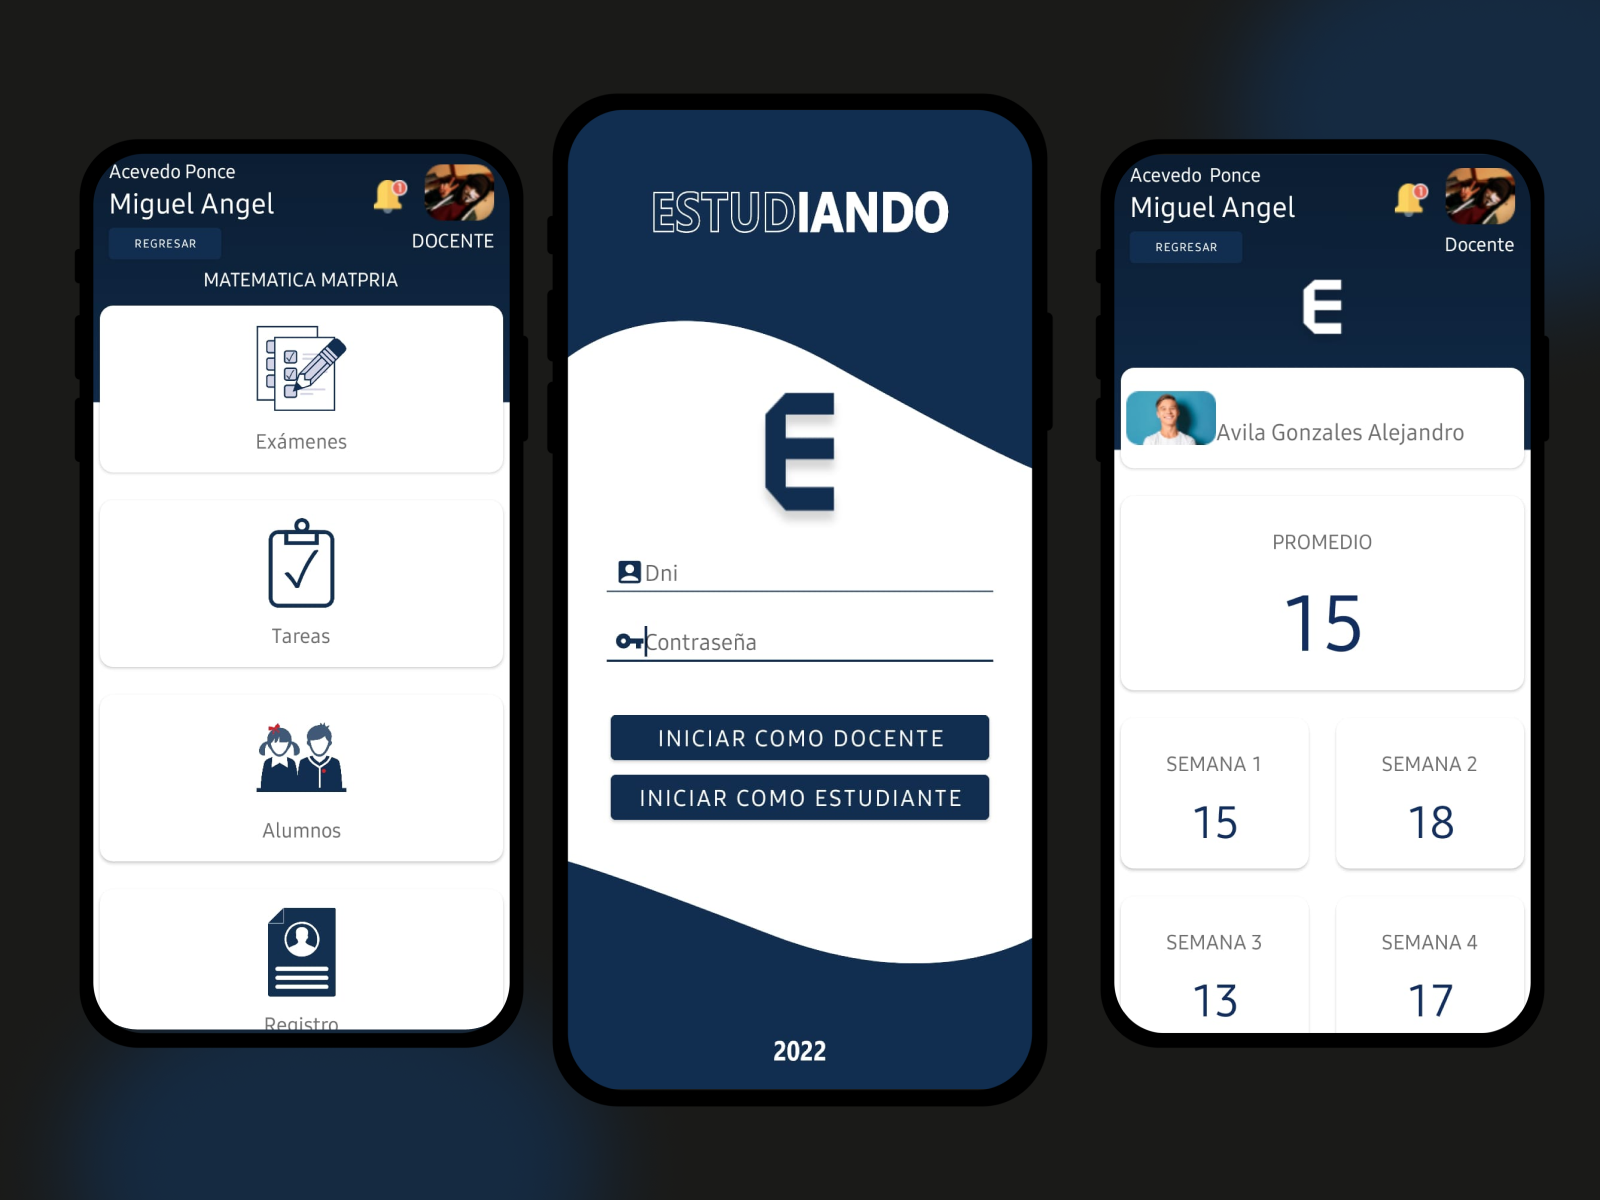 Acevedo Ponce
Miguel Angel
1
REGRESAR
DOCENTE
MATEMATICA MATPRIA
Exámenes
Tareas
Alumnos
Registro
ESTUDIANDO
E
Dni
Contraseña
INICIAR COMO DOCENTE
INICIAR COMO ESTUDIANTE
2022
Acevedo Ponce
Miguel Angel
1
REGRESAR
Docente
E
Avila Gonzales Alejandro
PROMEDIO
15
SEMANA 1
15
SEMANA 2
18
SEMANA 3
13
SEMANA 4
17